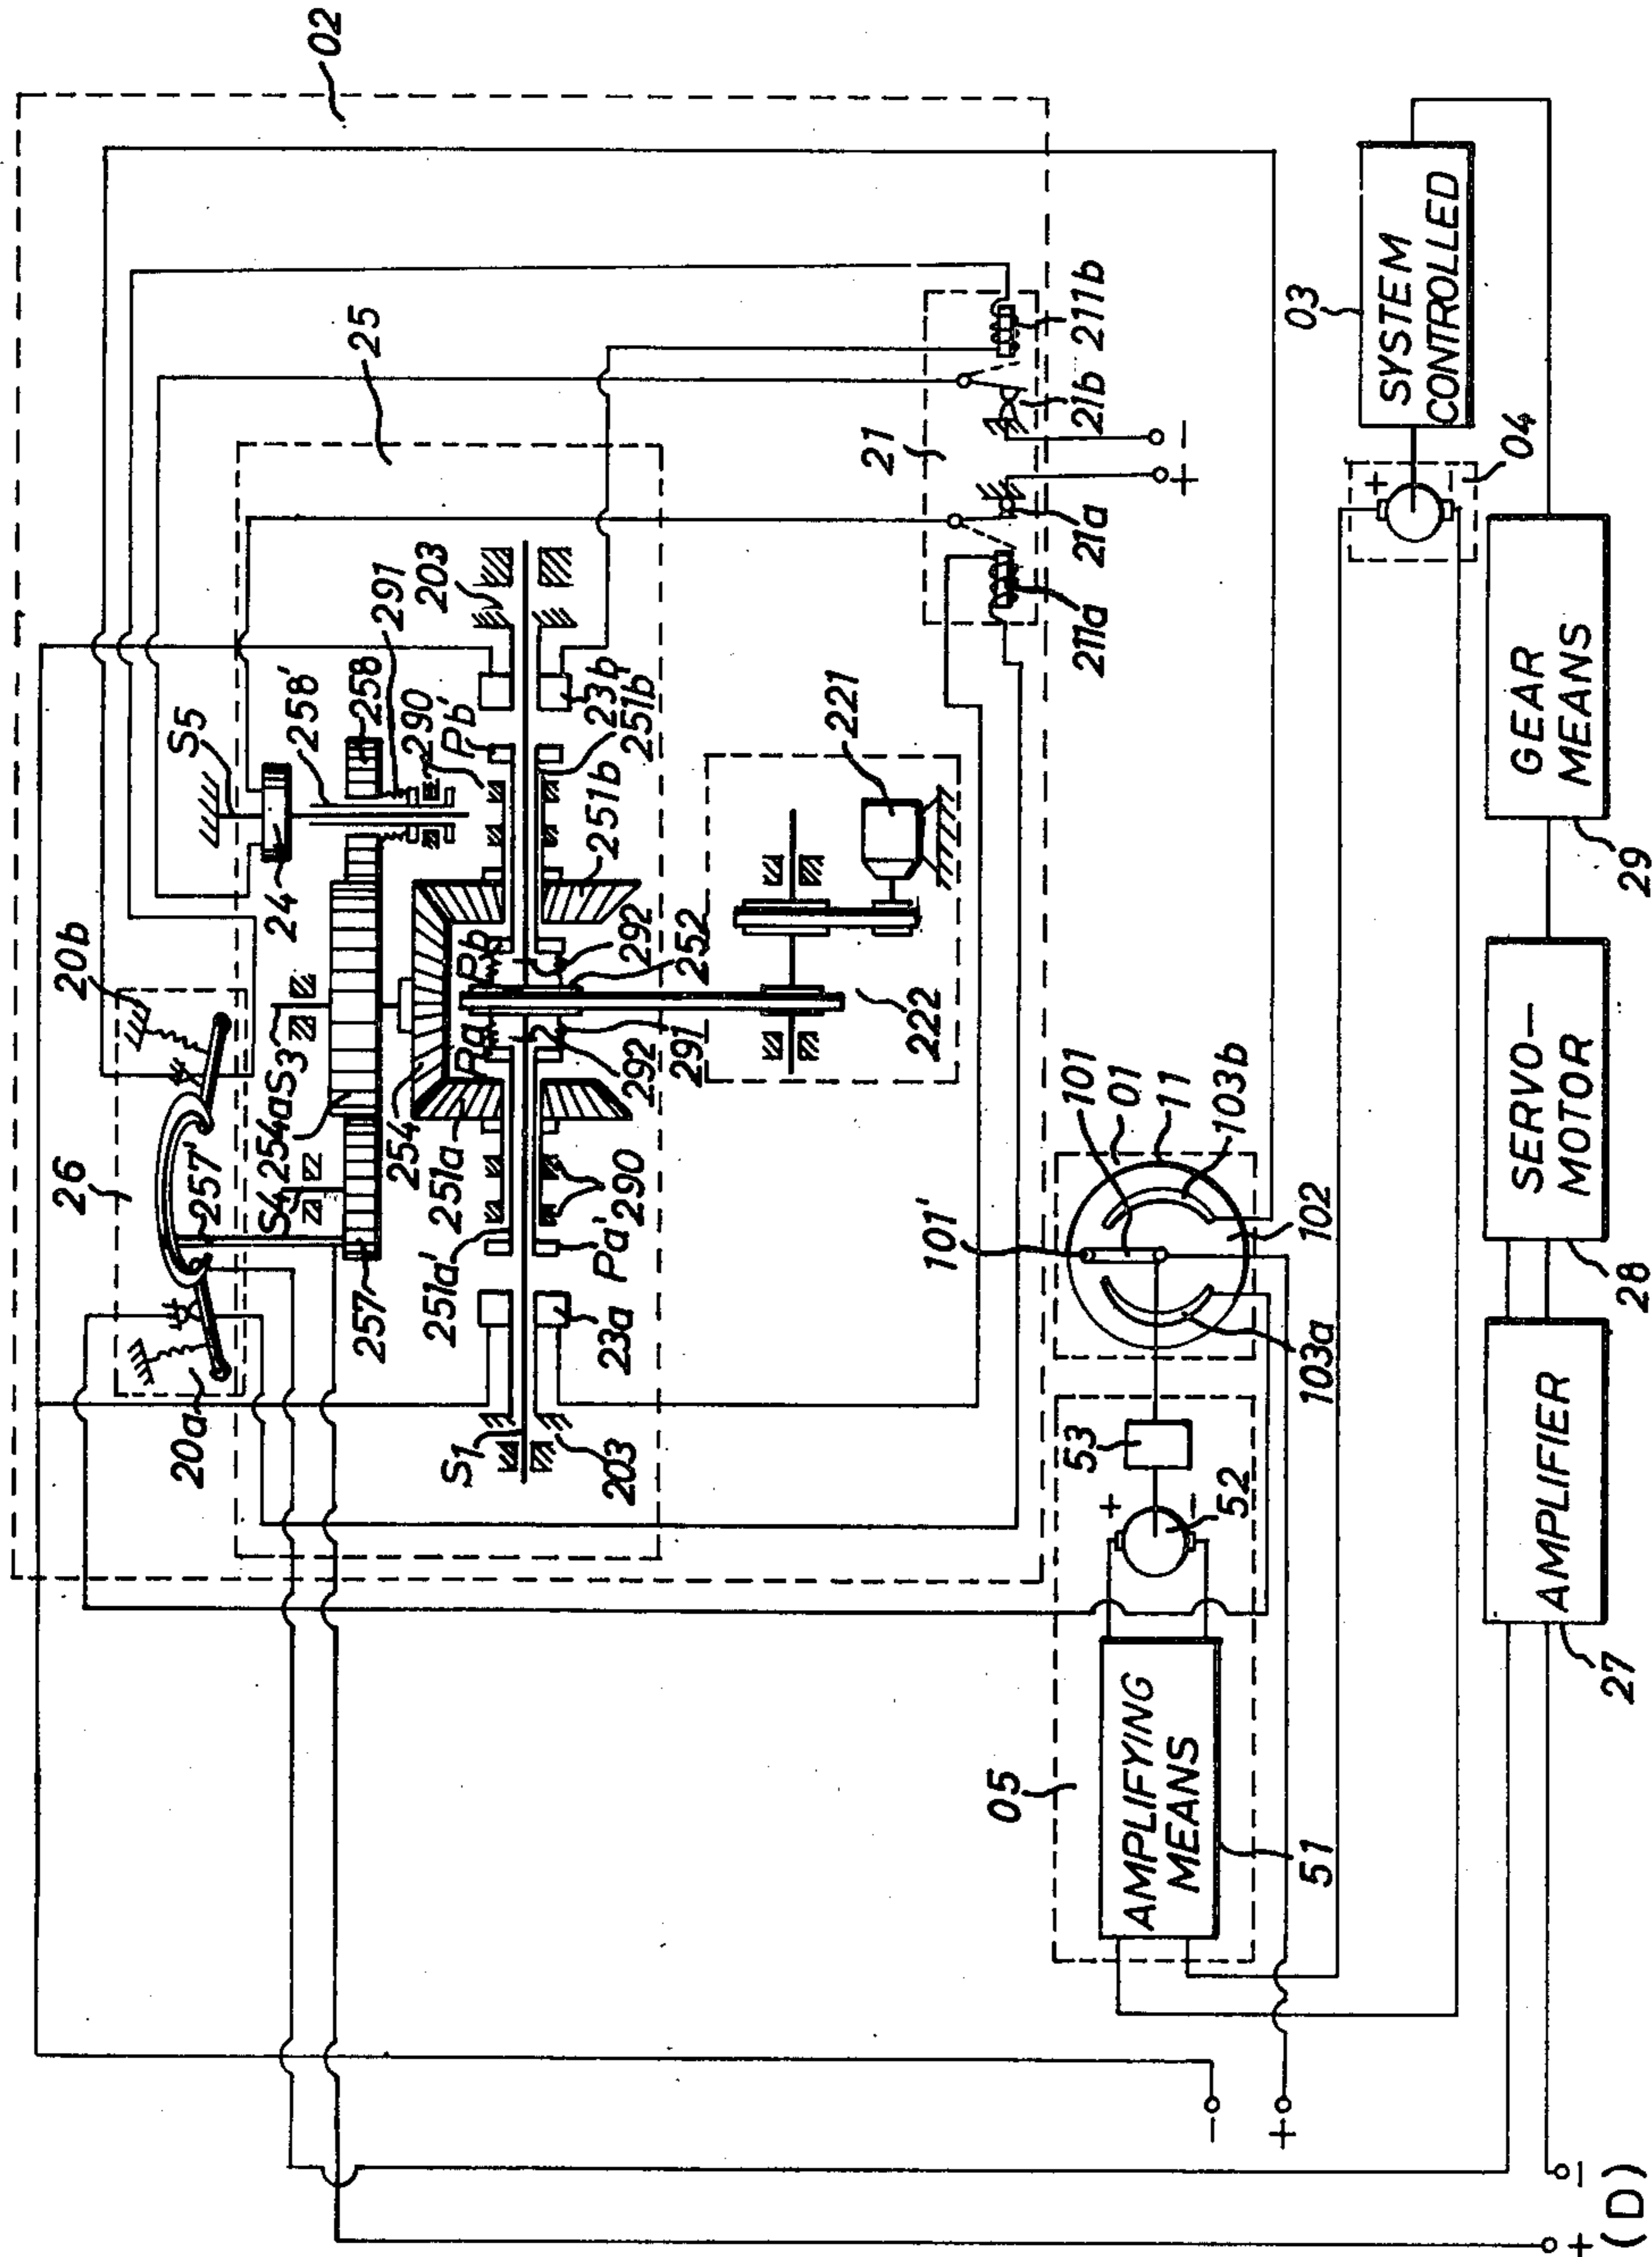 02
25
S5
258'
258
291
290
Pb'
203
23b
251b'
251b
24
20b
S3
254a
26
257'
S4
257
20a
254
Pa
Pb
292
252
292
291
222
221
251a
251a'
290
Pa'
23a
S1
203
21
21a
21b
211a
211b
+
-
03
SYSTEM
CONTROLLED
04
+
-
101'
101
01
11
103b
102
103a
53
52
+
-
05
AMPLIFYING
MEANS
51
-
+
AMPLIFIER
27
SERVO-
MOTOR
28
GEAR
MEANS
29
+
-
(D)